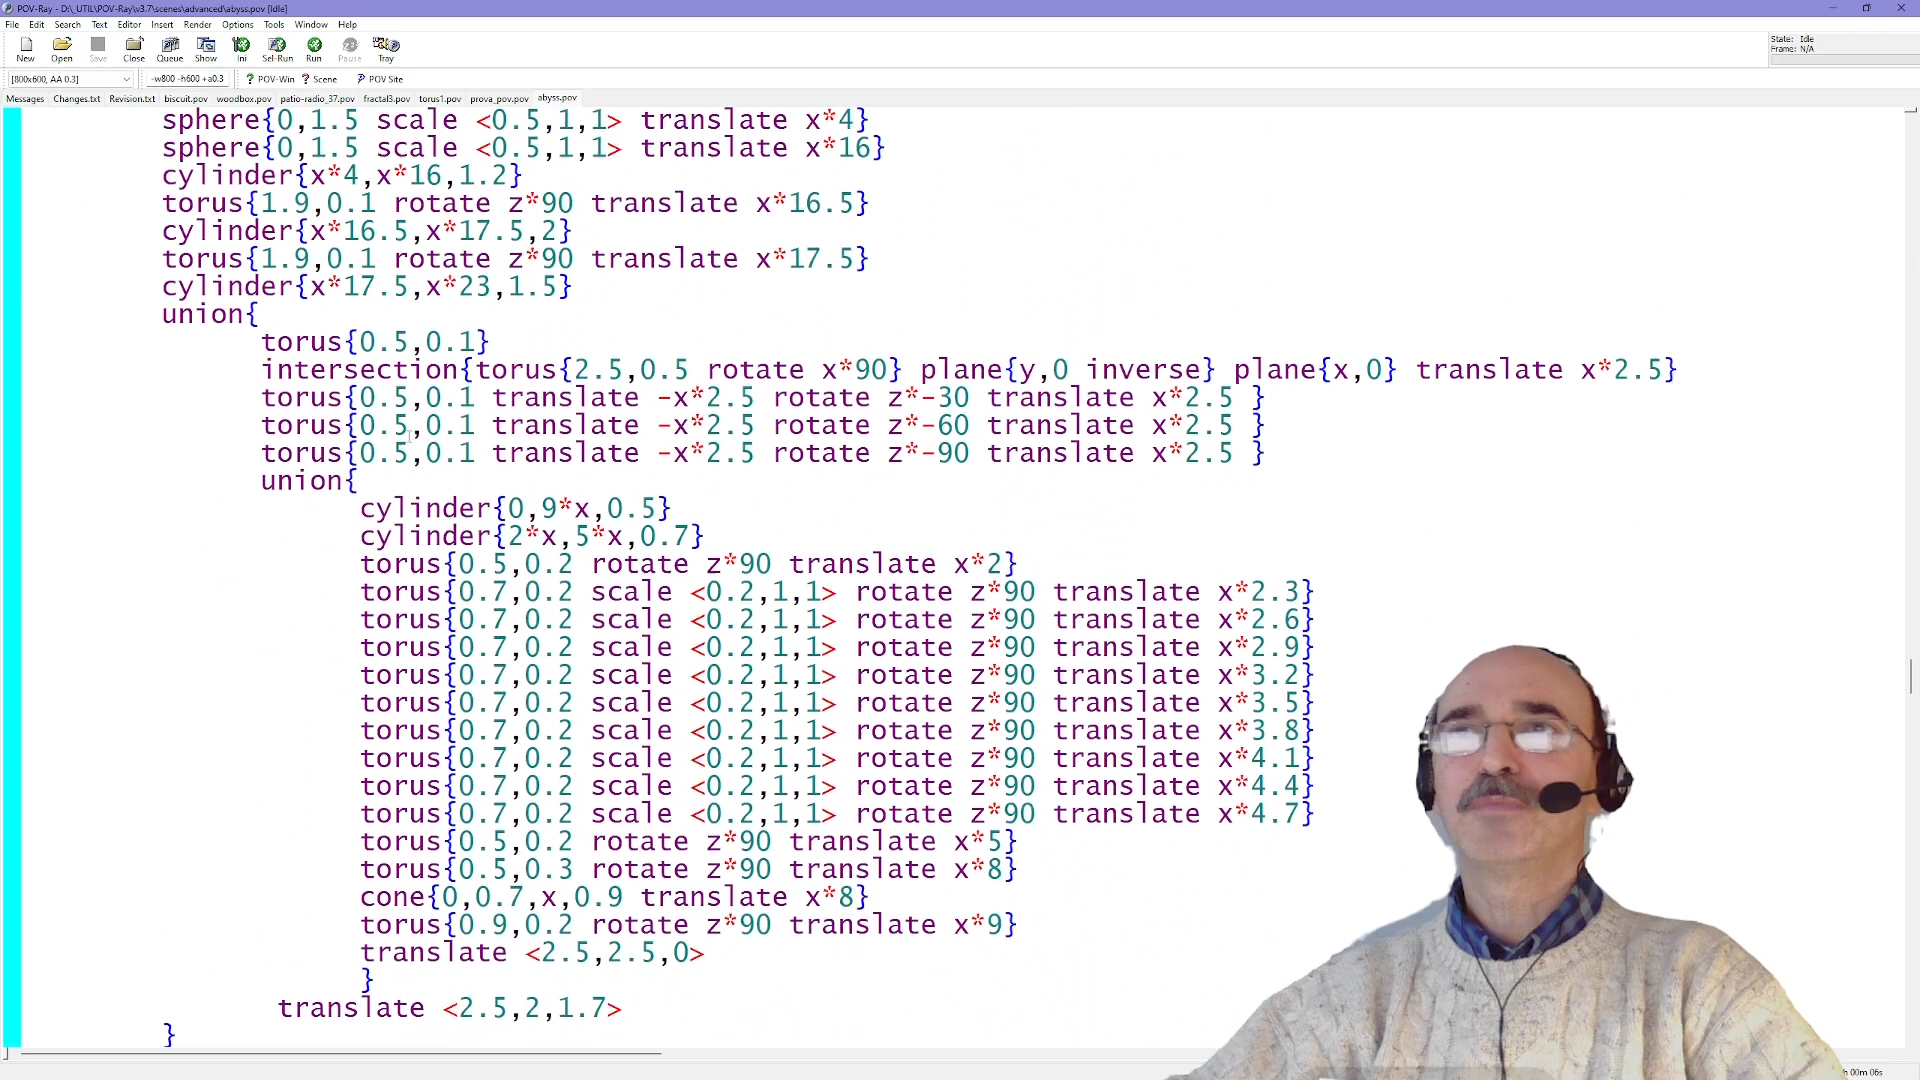 POV-Ray - D:\_UTIL\POV-Ray\v3.7\scenes\advanced\abyss.pov [Idle]
File Edit Search Text Editor Insert Render Options Tools Window Help
New Open Save Close Queue Show Ini Sel-Run Run Pause Tray
State: Idle
Frame: N/A
[800x600, AA 0.3] -w800 -h600 +a0.3 POV-Win Scene POV Site
Messages Changes.txt Revision.txt biscuit.pov woodbox.pov patio-radio_37.pov fractal3.pov torus1.pov prova_pov.pov abyss.pov
sphere{0,1.5 scale <0.5,1,1> translate x*4}
sphere{0,1.5 scale <0.5,1,1> translate x*16}
cylinder{x*4,x*16,1.2}
torus{1.9,0.1 rotate z*90 translate x*16.5}
cylinder{x*16.5,x*17.5,2}
torus{1.9,0.1 rotate z*90 translate x*17.5}
cylinder{x*17.5,x*23,1.5}
union{
torus{0.5,0.1}
intersection{torus{2.5,0.5 rotate x*90} plane{y,0 inverse} plane{x,0} translate x*2.5}
torus{0.5,0.1 translate -x*2.5 rotate z*-30 translate x*2.5 }
torus{0.5,0.1 translate -x*2.5 rotate z*-60 translate x*2.5 }
torus{0.5,0.1 translate -x*2.5 rotate z*-90 translate x*2.5 }
union{
cylinder{0,9*x,0.5}
cylinder{2*x,5*x,0.7}
torus{0.5,0.2 rotate z*90 translate x*2}
torus{0.7,0.2 scale <0.2,1,1> rotate z*90 translate x*2.3}
torus{0.7,0.2 scale <0.2,1,1> rotate z*90 translate x*2.6}
torus{0.7,0.2 scale <0.2,1,1> rotate z*90 translate x*2.9}
torus{0.7,0.2 scale <0.2,1,1> rotate z*90 translate x*3.2}
torus{0.7,0.2 scale <0.2,1,1> rotate z*90 translate x*3.5}
torus{0.7,0.2 scale <0.2,1,1> rotate z*90 translate x*3.8}
torus{0.7,0.2 scale <0.2,1,1> rotate z*90 translate x*4.1}
torus{0.7,0.2 scale <0.2,1,1> rotate z*90 translate x*4.4}
torus{0.7,0.2 scale <0.2,1,1> rotate z*90 translate x*4.7}
torus{0.5,0.2 rotate z*90 translate x*5}
torus{0.5,0.3 rotate z*90 translate x*8}
cone{0,0.7,x,0.9 translate x*8}
torus{0.9,0.2 rotate z*90 translate x*9}
translate <2.5,2.5,0>
}
translate <2.5,2,1.7>
}
00m 06s